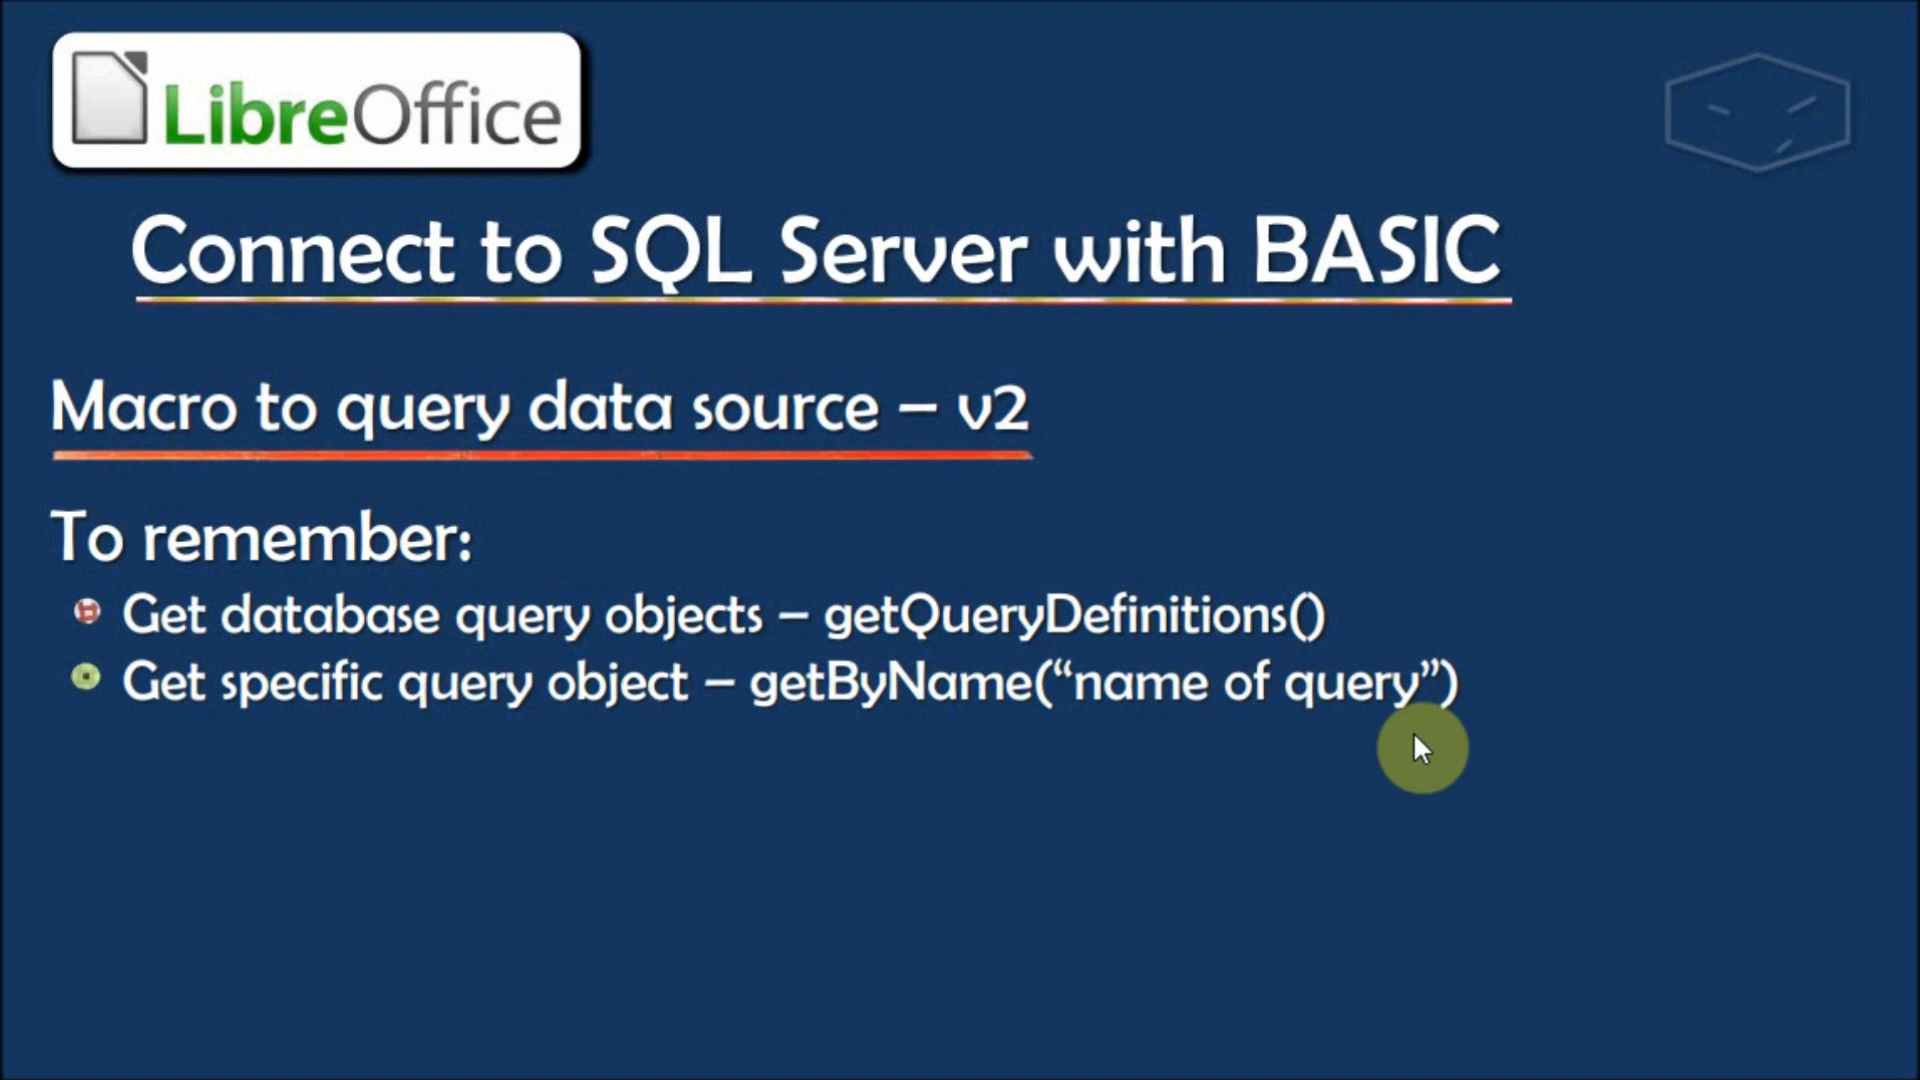 LibreOffice
Connect to SQL Server with BASIC
Macro to query data source – v2
To remember:
Get database query objects – getQueryDefinitions()
Get specific query object – getByName(“name of query”)